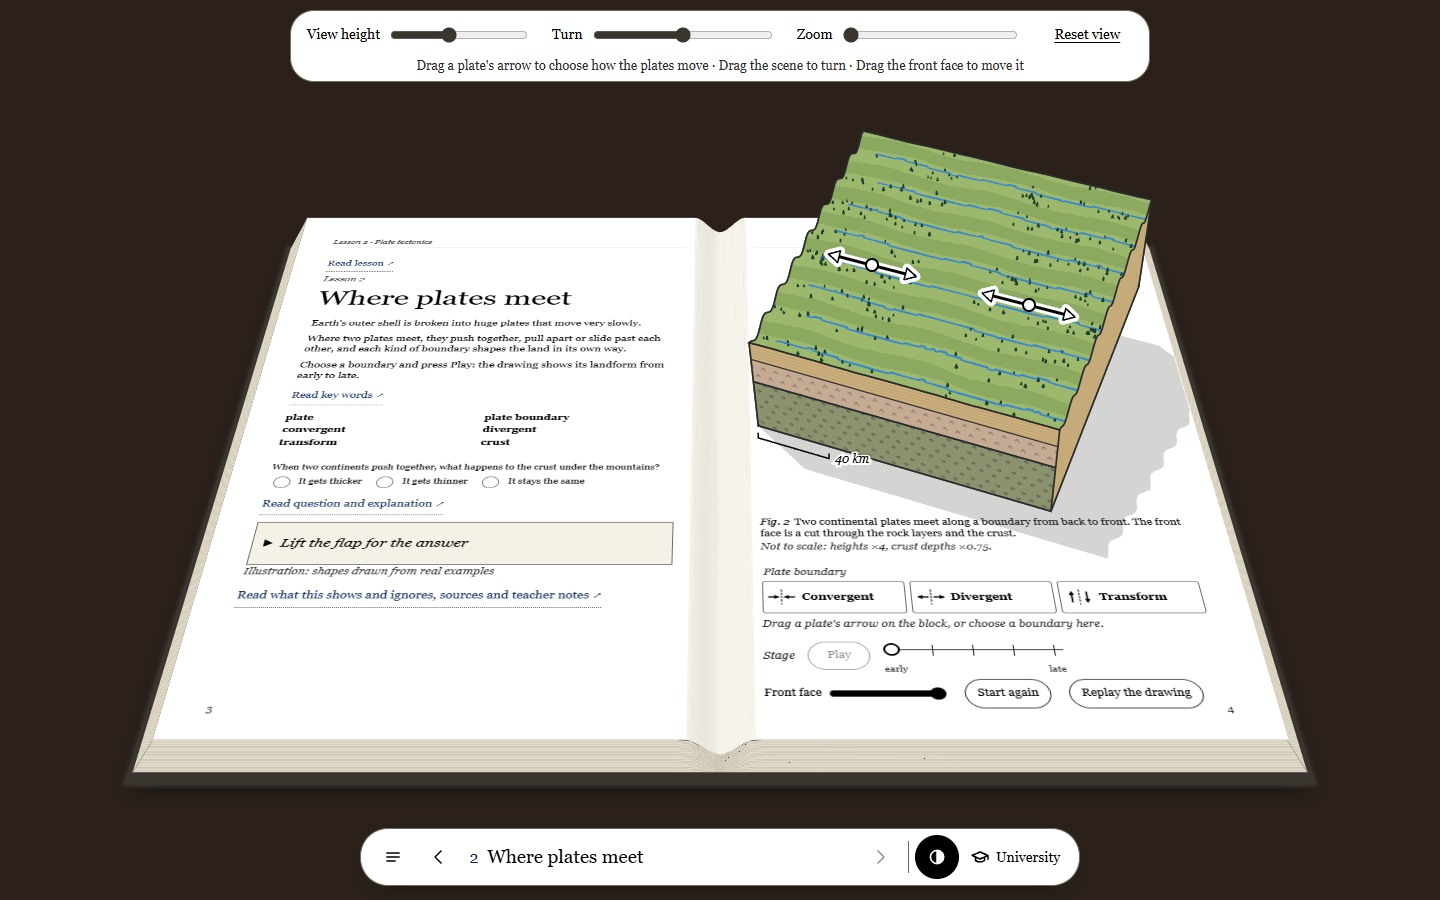 View height
Turn
Zoom
Reset view
Drag a plate's arrow to choose how the plates move · Drag the scene to turn · Drag the front face to move it
Lesson 2 · Plate tectonics
Read lesson ↗
Lesson 2
Where plates meet
Earth's outer shell is broken into huge plates that move very slowly.
Where two plates meet, they push together, pull apart or slide past each
other, and each kind of boundary shapes the land in its own way.
Choose a boundary and press Play: the drawing shows its landform from
early to late.
Read key words ↗
plate
plate boundary
convergent
divergent
transform
crust
When two continents push together, what happens to the crust under the mountains?
It gets thicker
It gets thinner
It stays the same
Read question and explanation ↗
▶ Lift the flap for the answer
Illustration: shapes drawn from real examples
Read what this shows and ignores, sources and teacher notes ↗
3
40 km
Fig. 2 Two continental plates meet along a boundary from back to front. The front
face is a cut through the rock layers and the crust.
Not to scale: heights ×4, crust depths ×0.75.
Plate boundary
Convergent
Divergent
Transform
Drag a plate's arrow on the block, or choose a boundary here.
Stage
Play
early
late
Front face
Start again
Replay the drawing
4
2 Where plates meet
University